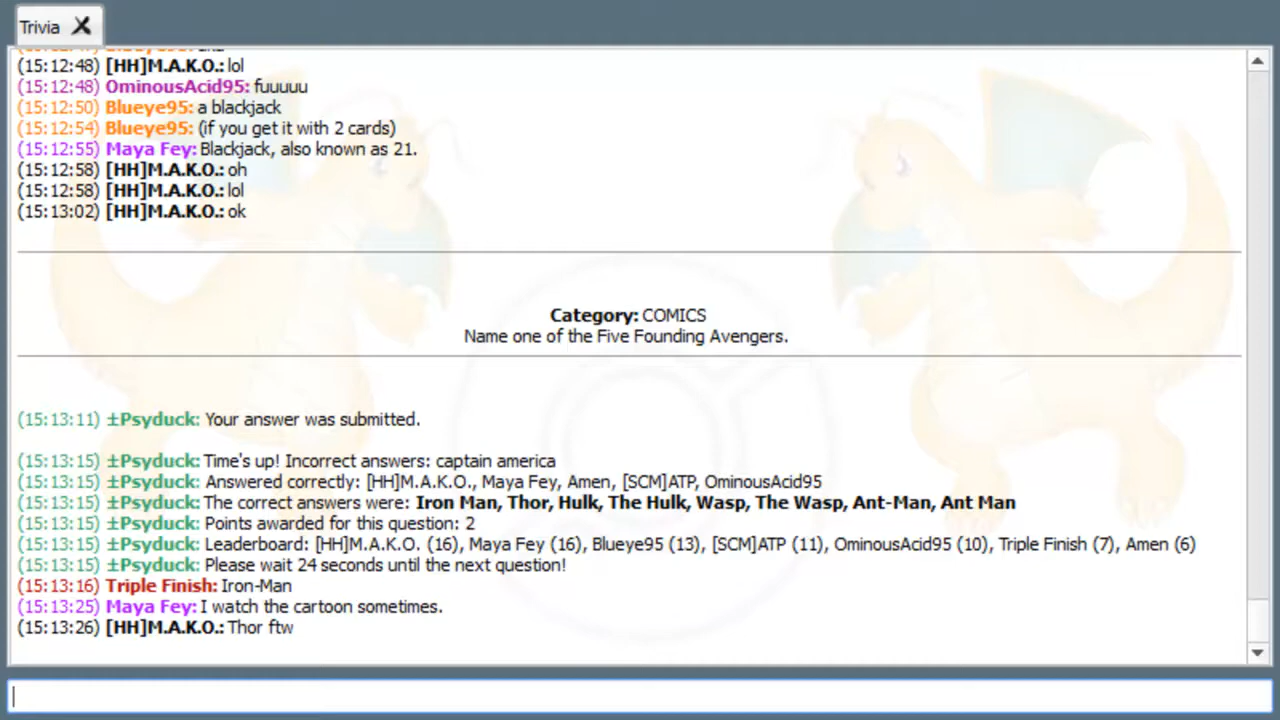 Trivia X
(15:12:48) [HH]M.A.K.O.: lol
(15:12:48) OminousAcid95: fuuuuu
(15:12:50) Blueye95: a blackjack
(15:12:54) Blueye95: (if you get it with 2 cards)
(15:12:55) Maya Fey: Blackjack, also known as 21.
(15:12:58) [HH]M.A.K.O.: oh
(15:12:58) [HH]M.A.K.O.: lol
(15:13:02) [HH]M.A.K.O.: ok
Category: COMICS
Name one of the Five Founding Avengers.
(15:13:11) ±Psyduck: Your answer was submitted.
(15:13:15) ±Psyduck: Time's up! Incorrect answers: captain america
(15:13:15) ±Psyduck: Answered correctly: [HH]M.A.K.O., Maya Fey, Amen, [SCM]ATP, OminousAcid95
(15:13:15) ±Psyduck: The correct answers were: Iron Man, Thor, Hulk, The Hulk, Wasp, The Wasp, Ant-Man, Ant Man
(15:13:15) ±Psyduck: Points awarded for this question: 2
(15:13:15) ±Psyduck: Leaderboard: [HH]M.A.K.O. (16), Maya Fey (16), Blueye95 (13), [SCM]ATP (11), OminousAcid95 (10), Triple Finish (7), Amen (6)
(15:13:15) ±Psyduck: Please wait 24 seconds until the next question!
(15:13:16) Triple Finish: Iron-Man
(15:13:25) Maya Fey: I watch the cartoon sometimes.
(15:13:26) [HH]M.A.K.O.: Thor ftw